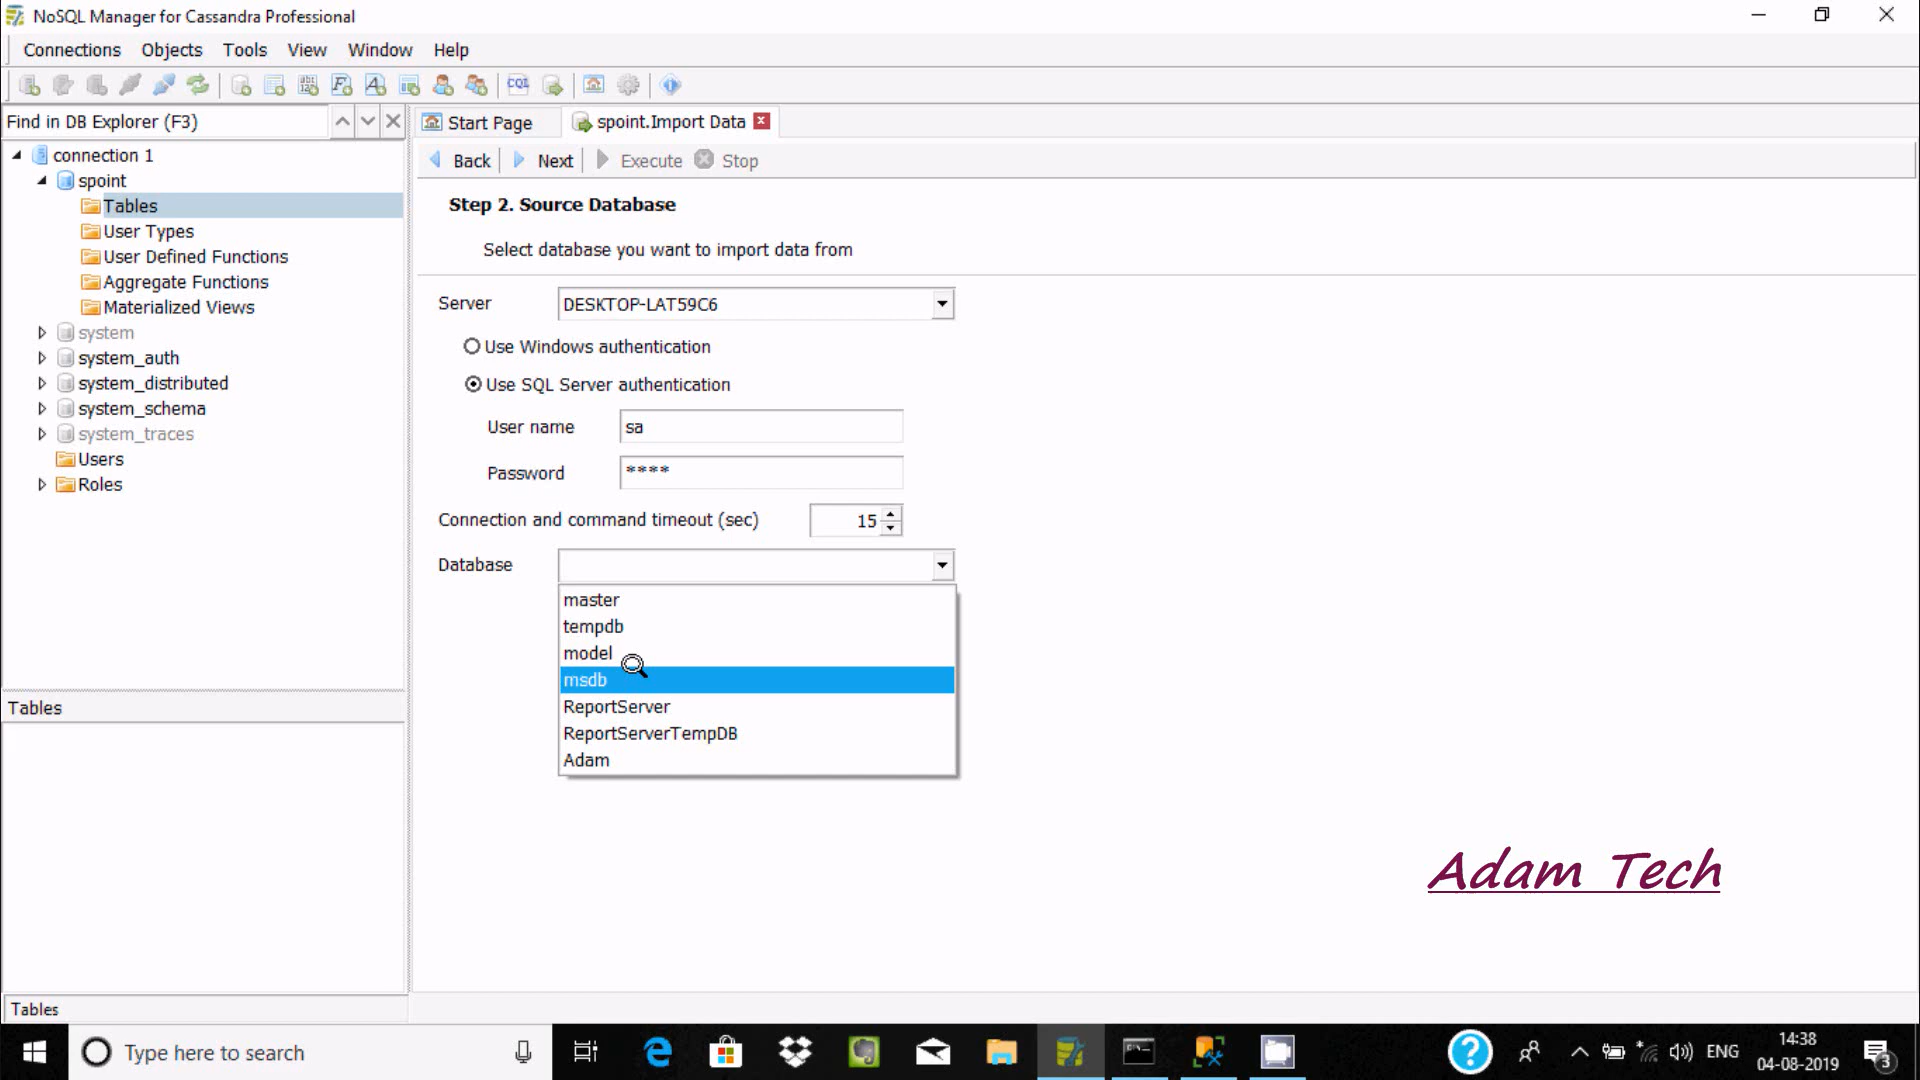 NoSQL Manager for Cassandra Professional
Connections Objects Tools View Window Help
CQL
Find in DB Explorer (F3)
Start Page
spoint.Import Data
Back Next Execute Stop
connection 1
spoint
Tables
User Types
User Defined Functions
Aggregate Functions
Materialized Views
system
system_auth
system_distributed
system_schema
system_traces
Users
Roles
Tables
Tables
Step 2. Source Database
Select database you want to import data from
Server DESKTOP-LAT59C6
Use Windows authentication
Use SQL Server authentication
User name sa
Password ****
Connection and command timeout (sec) 15
Database
master
tempdb
model
msdb
ReportServer
ReportServerTempDB
Adam
Adam Tech
Type here to search
ENG
14:38
04-08-2019
3